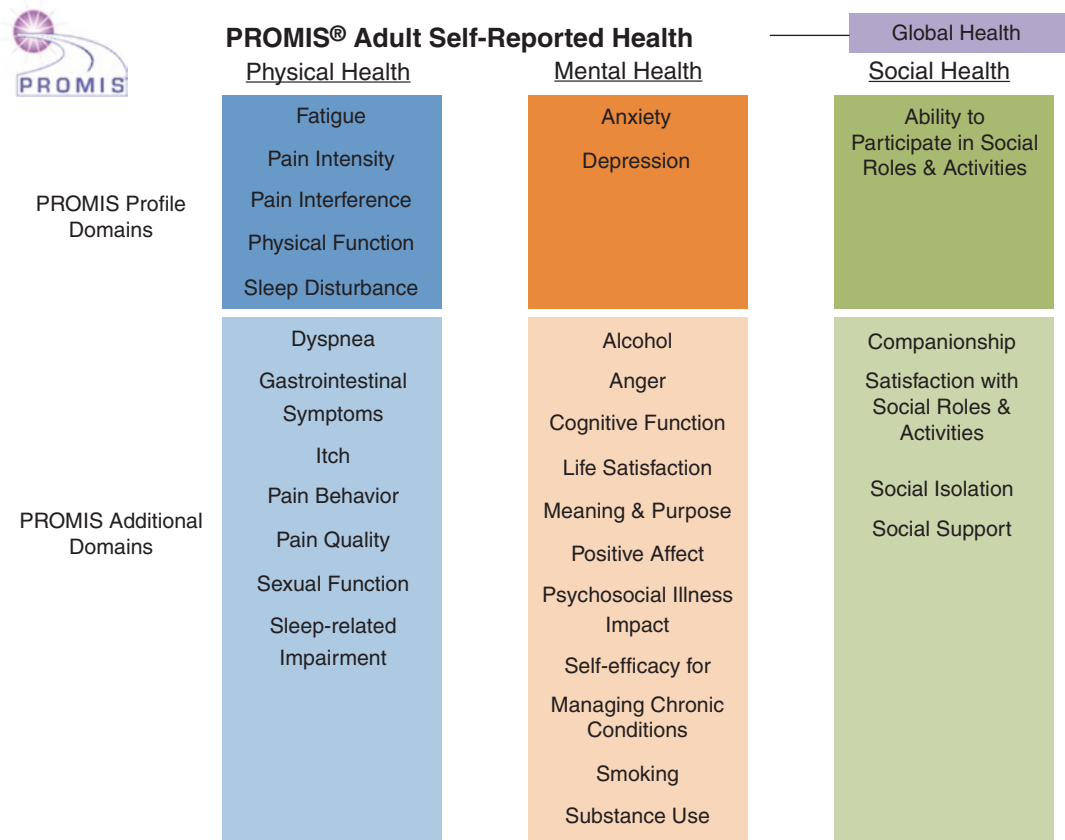 PROMIS
PROMIS® Adult Self-Reported Health
Global Health
Physical Health
Mental Health
Social Health
PROMIS Profile
Domains
Fatigue
Pain Intensity
Pain Interference
Physical Function
Sleep Disturbance
Anxiety
Depression
Ability to
Participate in Social
Roles & Activities
PROMIS Additional
Domains
Dyspnea
Gastrointestinal
Symptoms
Itch
Pain Behavior
Pain Quality
Sexual Function
Sleep-related
Impairment
Alcohol
Anger
Cognitive Function
Life Satisfaction
Meaning & Purpose
Positive Affect
Psychosocial Illness
Impact
Self-efficacy for
Managing Chronic
Conditions
Smoking
Substance Use
Companionship
Satisfaction with
Social Roles &
Activities
Social Isolation
Social Support